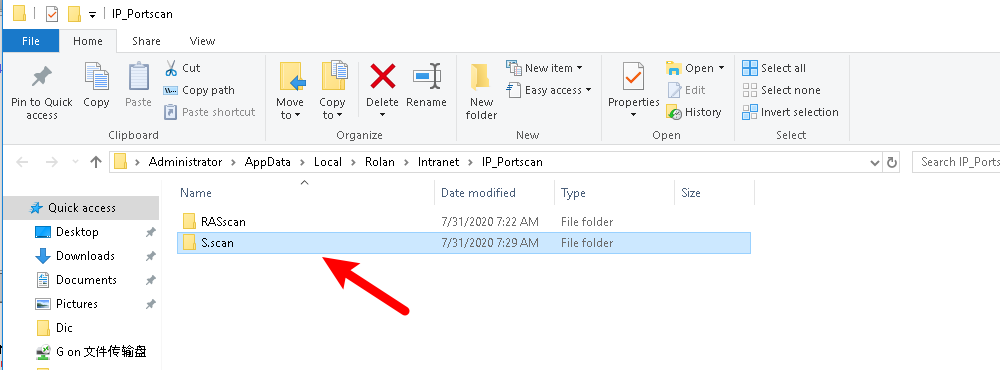 IP_Portscan
File Home Share View
Pin to Quick access
Copy
Paste
Cut
Copy path
Paste shortcut
Clipboard
Move to
Copy to
Delete
Rename
Organize
New folder
New item
Easy access
New
Properties
Open
Edit
History
Open
Select all
Select none
Invert selection
Select
Administrator AppData Local Rolan Intranet IP_Portscan
Search IP_Portsca
Name Date modified Type Size
RASscan 7/31/2020 7:22 AM File folder
S.scan 7/31/2020 7:29 AM File folder
Quick access
Desktop
Downloads
Documents
Pictures
Dic
G on 文件传输盘